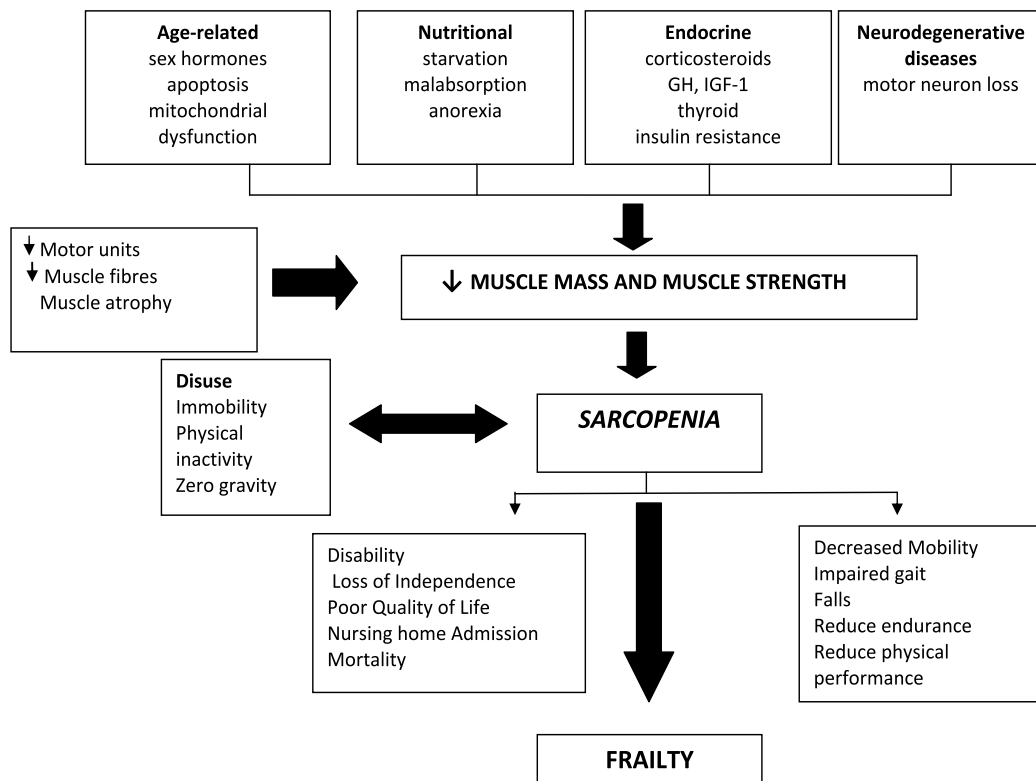 Age-related
sex hormones
apoptosis
mitochondrial
dysfunction
Nutritional
starvation
malabsorption
anorexia
Endocrine
corticosteroids
GH, IGF-1
thyroid
insulin resistance
Neurodegenerative
diseases
motor neuron loss
↓ Motor units
↓ Muscle fibres
Muscle atrophy
↓ MUSCLE MASS AND MUSCLE STRENGTH
Disuse
Immobility
Physical
inactivity
Zero gravity
SARCOPENIA
Disability
Loss of Independence
Poor Quality of Life
Nursing home Admission
Mortality
Decreased Mobility
Impaired gait
Falls
Reduce endurance
Reduce physical
performance
FRAILTY